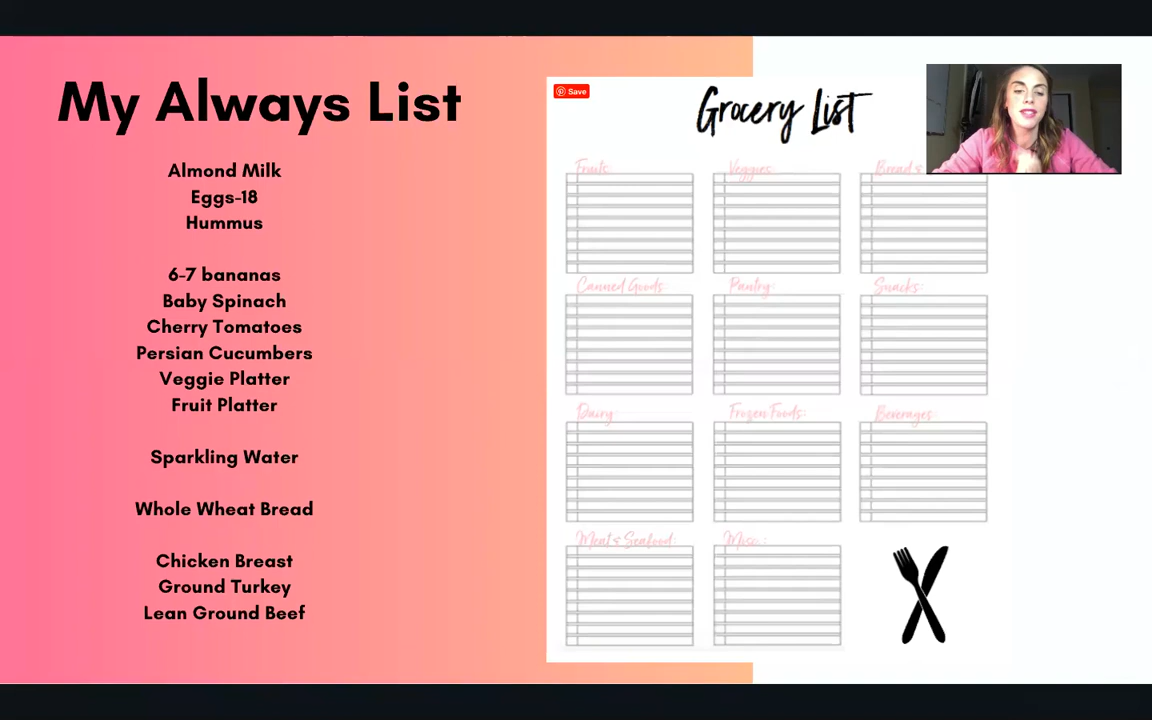 My Always List
Almond Milk
Eggs-18
Hummus
6-7 bananas
Baby Spinach
Cherry Tomatoes
Persian Cucumbers
Veggie Platter
Fruit Platter
Sparkling Water
Whole Wheat Bread
Chicken Breast
Ground Turkey
Lean Ground Beef
Save
Grocery List
Fruits:
Veggies:
Bread &
Canned Goods:
Pantry:
Snacks:
Dairy:
Frozen Foods:
Beverages:
Meat & Seafood:
Misc.: